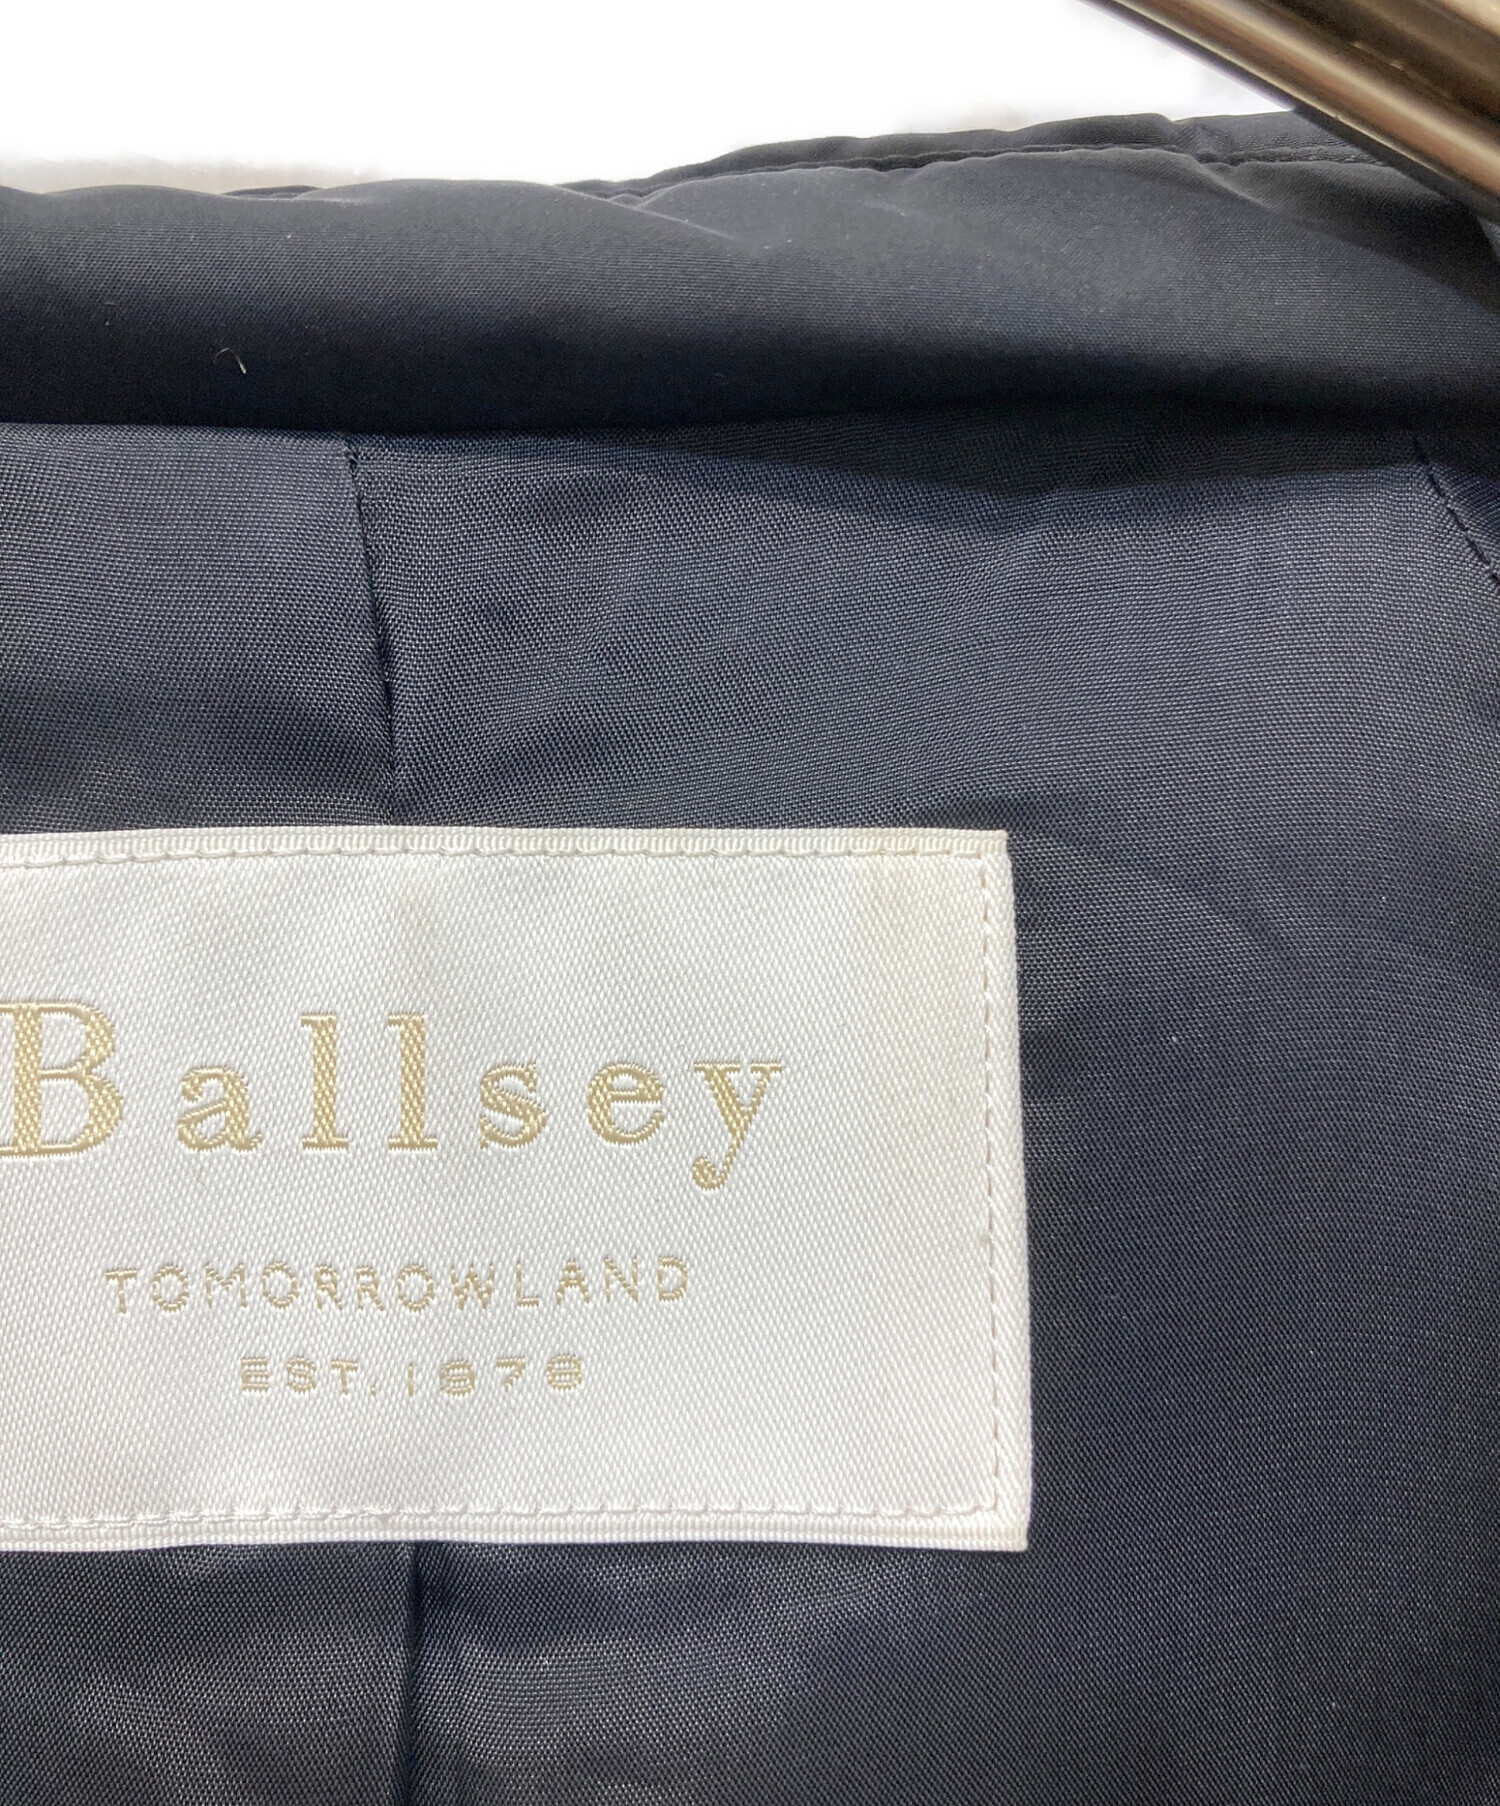 Ballsey
TOMORROWLAND
EST. 1978